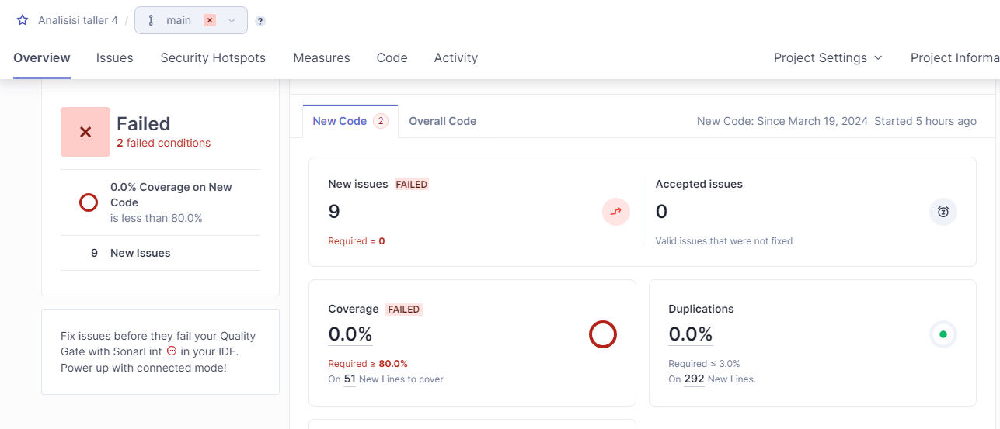 Analisisi taller 4 / main ?
Overview Issues Security Hotspots Measures Code Activity Project Settings Project Informa
Failed
2 failed conditions
0.0% Coverage on New
Code
is less than 80.0%
9 New Issues
Fix issues before they fail your Quality
Gate with SonarLint in your IDE.
Power up with connected mode!
New Code 2 Overall Code New Code: Since March 19, 2024 Started 5 hours ago
New issues FAILED
9
Required = 0
Accepted issues
0
Valid issues that were not fixed
Coverage FAILED
0.0%
Required ≥ 80.0%
On 51 New Lines to cover.
Duplications
0.0%
Required ≤ 3.0%
On 292 New Lines.